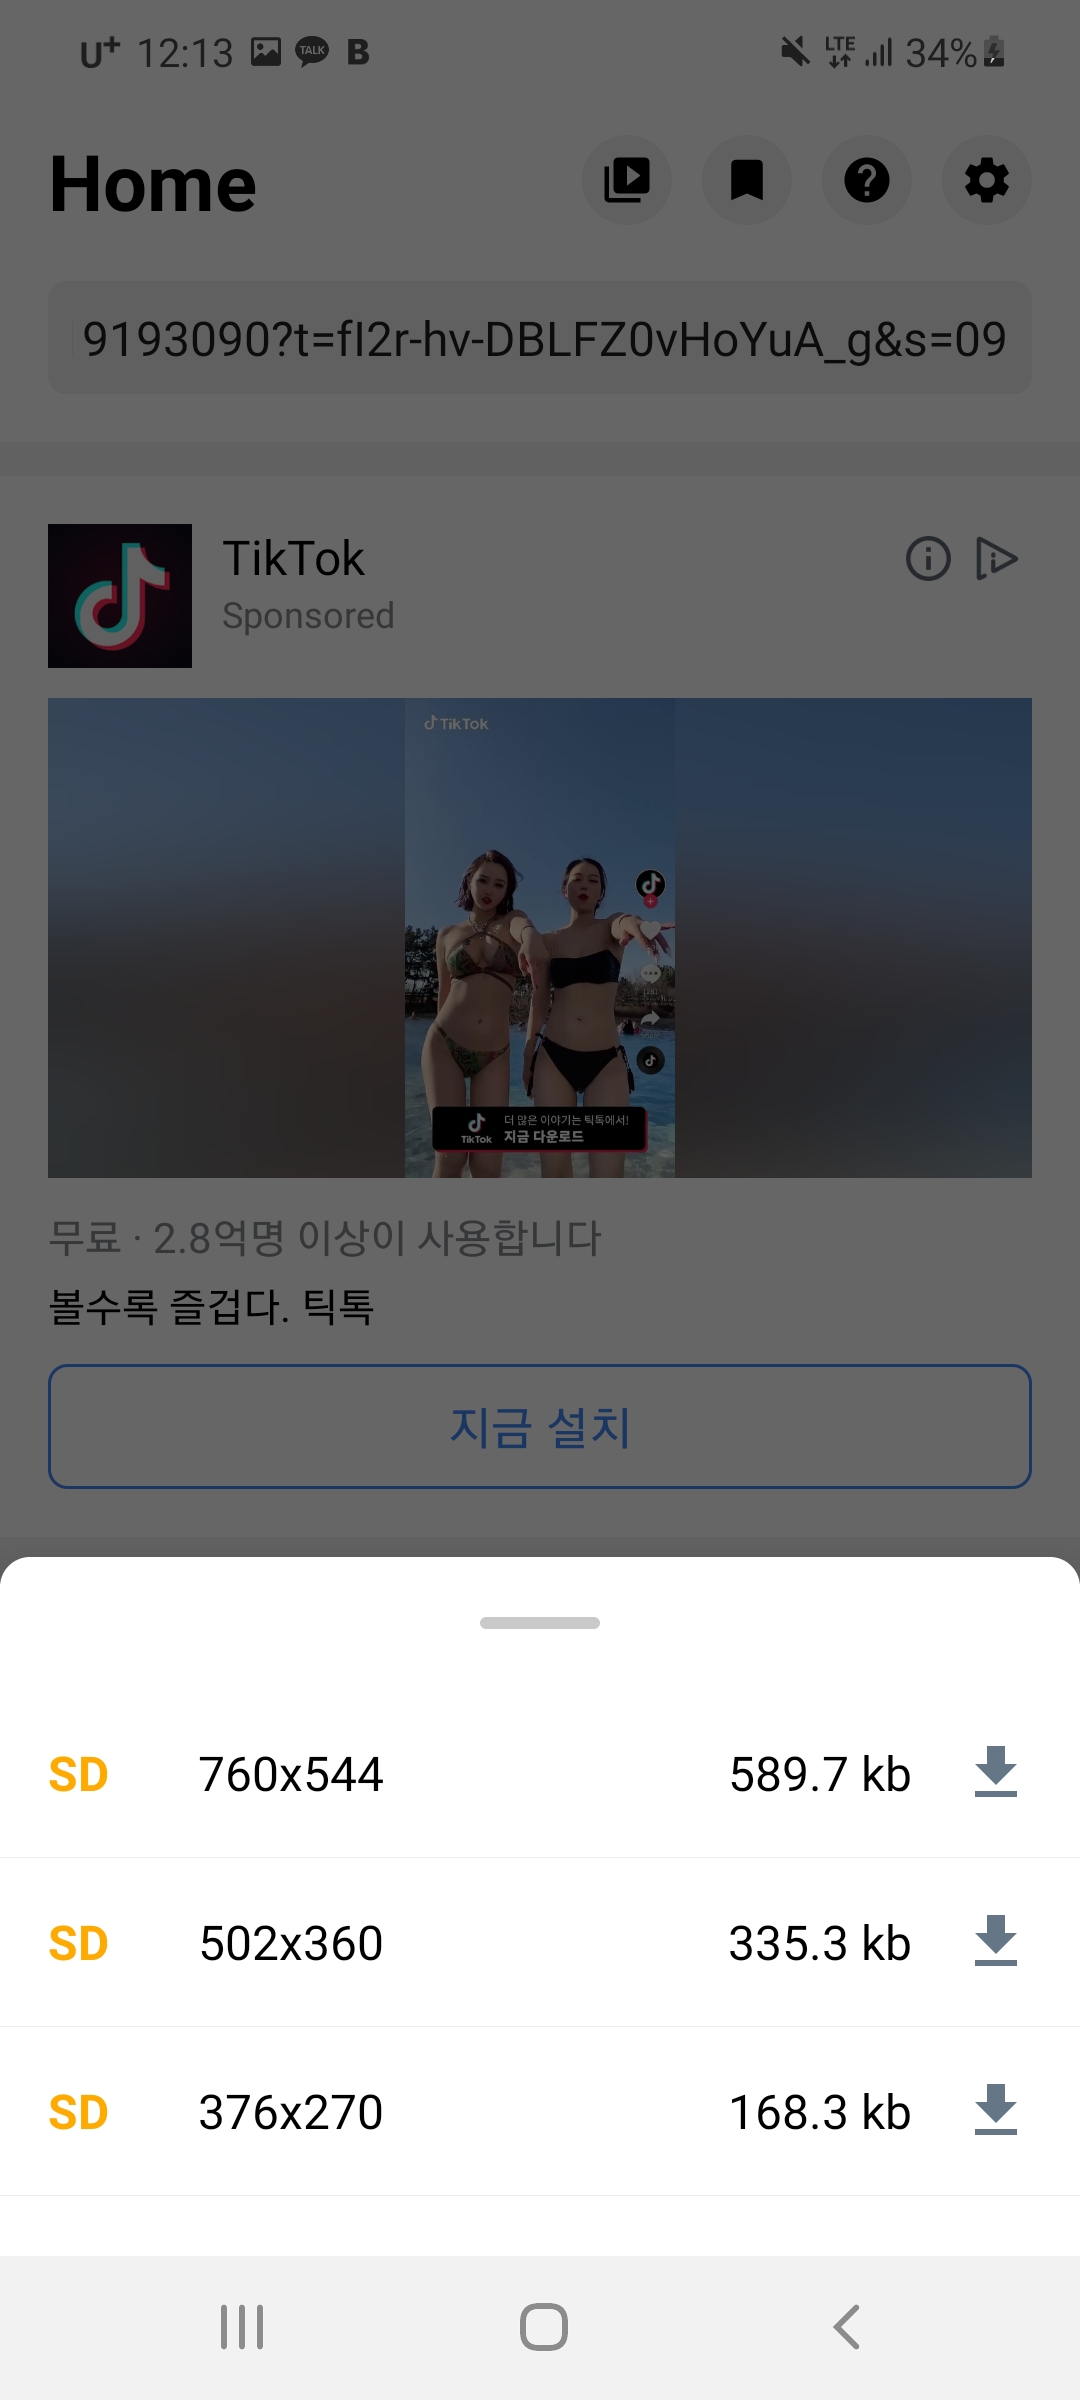 U+ 12:13 TALK B LTE 34%
Home
9193090?t=fI2r-hv-DBLFZ0vHoYuA_g&s=09
TikTok
Sponsored
TikTok
더 많은 이야기는 틱톡에서!
TikTok 지금 다운로드
무료 · 2.8억명 이상이 사용합니다
볼수록 즐겁다. 틱톡
지금 설치
SD 760x544 589.7 kb
SD 502x360 335.3 kb
SD 376x270 168.3 kb